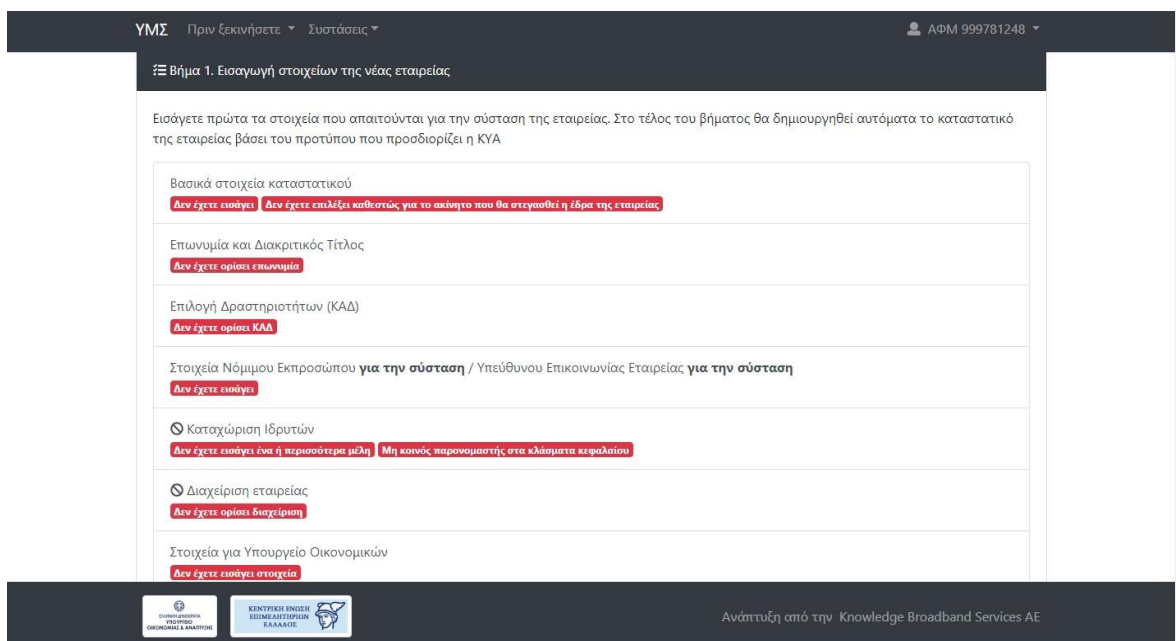 ΥΜΣ Πριν ξεκινήσετε Συστάσεις ΑΦΜ 999781248
Βήμα 1. Εισαγωγή στοιχείων της νέας εταιρείας
Εισάγετε πρώτα τα στοιχεία που απαιτούνται για την σύσταση της εταιρείας. Στο τέλος του βήματος θα δημιουργηθεί αυτόματα το καταστατικό
της εταιρείας βάσει του προτύπου που προσδιορίζει η ΚΥΑ
Βασικά στοιχεία καταστατικού
Δεν έχετε εισάγει Δεν έχετε επιλέξει καθεστώς για το ακίνητο που θα στεγασθεί η έδρα της εταιρείας
Επωνυμία και Διακριτικός Τίτλος
Δεν έχετε ορίσει επωνυμία
Επιλογή Δραστηριοτήτων (ΚΑΔ)
Δεν έχετε ορίσει ΚΑΔ
Στοιχεία Νόμιμου Εκπροσώπου για την σύσταση / Υπεύθυνου Επικοινωνίας Εταιρείας για την σύσταση
Δεν έχετε εισάγει
Καταχώριση Ιδρυτών
Δεν έχετε εισάγει ένα ή περισσότερα μέλη Μη κοινός παρονομαστής στα κλάσματα κεφαλαίου
Διαχείριση εταιρείας
Δεν έχετε ορίσει διαχείριση
Στοιχεία για Υπουργείο Οικονομικών
Δεν έχετε εισάγει στοιχεία
ΕΛΛΗΝΙΚΗ ΔΗΜΟΚΡΑΤΙΑ
ΥΠΟΥΡΓΕΙΟ
ΟΙΚΟΝΟΜΙΑΣ & ΑΝΑΠΤΥΞΗΣ
ΚΕΝΤΡΙΚΗ ΕΝΩΣΗ
ΕΠΙΜΕΛΗΤΗΡΙΩΝ
ΕΛΛΑΔΟΣ
Ανάπτυξη από την Knowledge Broadband Services AE